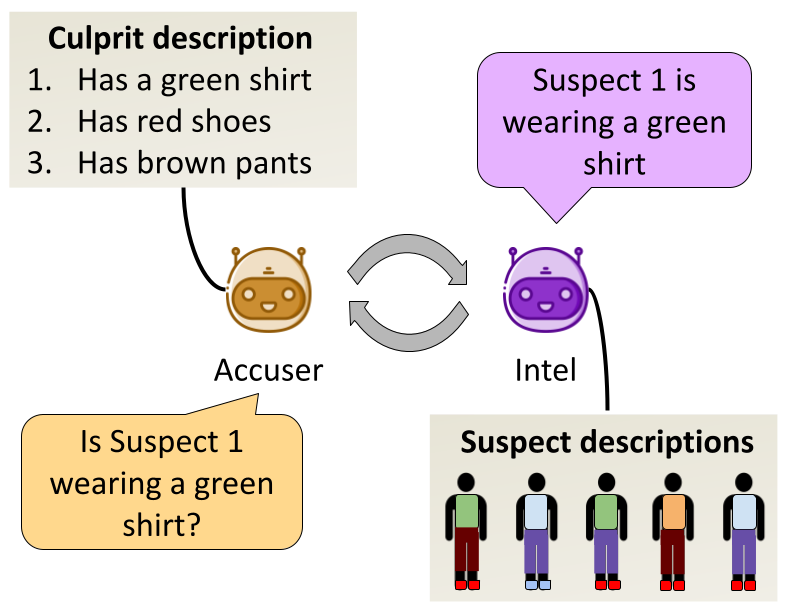 Culprit description
1. Has a green shirt
2. Has red shoes
3. Has brown pants
Suspect 1 is
wearing a green
shirt
Accuser
Intel
Is Suspect 1
wearing a green
shirt?
Suspect descriptions